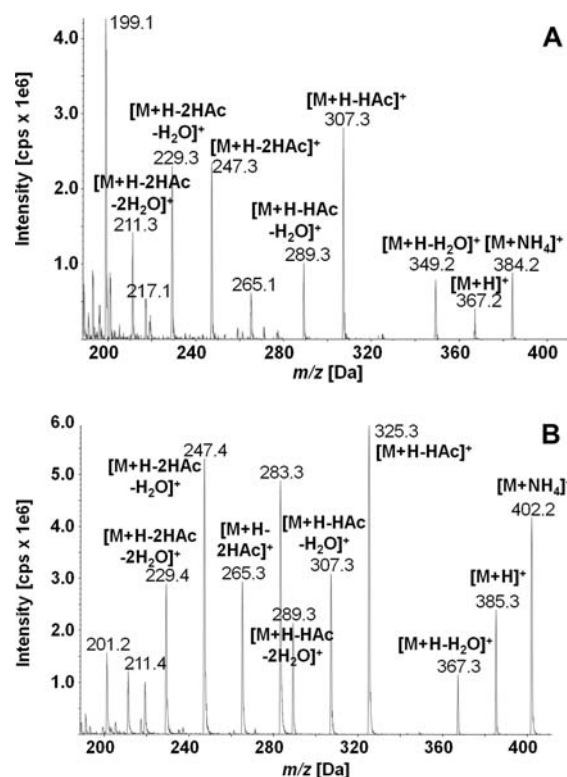 A
Intensity [cps x 1e6]
4.0
3.0
2.0
1.0
199.1
[M+H-2HAc
-H₂O]⁺
229.3
[M+H-2HAc
-2H₂O]⁺
211.3
217.1
[M+H-2HAc]⁺
247.3
265.1
[M+H-HAc
-H₂O]⁺
289.3
[M+H-HAc]⁺
307.3
[M+H-H₂O]⁺
349.2
[M+H]⁺
367.2
[M+NH₄]⁺
384.2
200 240 280 320 360 400
m/z [Da]
B
Intensity [cps x 1e6]
6.0
5.0
4.0
3.0
2.0
1.0
201.2
211.4
[M+H-2HAc
-2H₂O]⁺
229.4
247.4
[M+H-2HAc
-H₂O]⁺
[M+H-
2HAc]⁺
265.3
283.3
289.3
[M+H-HAc
-2H₂O]⁺
[M+H-HAc
-H₂O]⁺
307.3
325.3
[M+H-HAc]⁺
[M+H-H₂O]⁺
367.3
[M+H]⁺
385.3
[M+NH₄]⁺
402.2
200 240 280 320 360 400
m/z [Da]